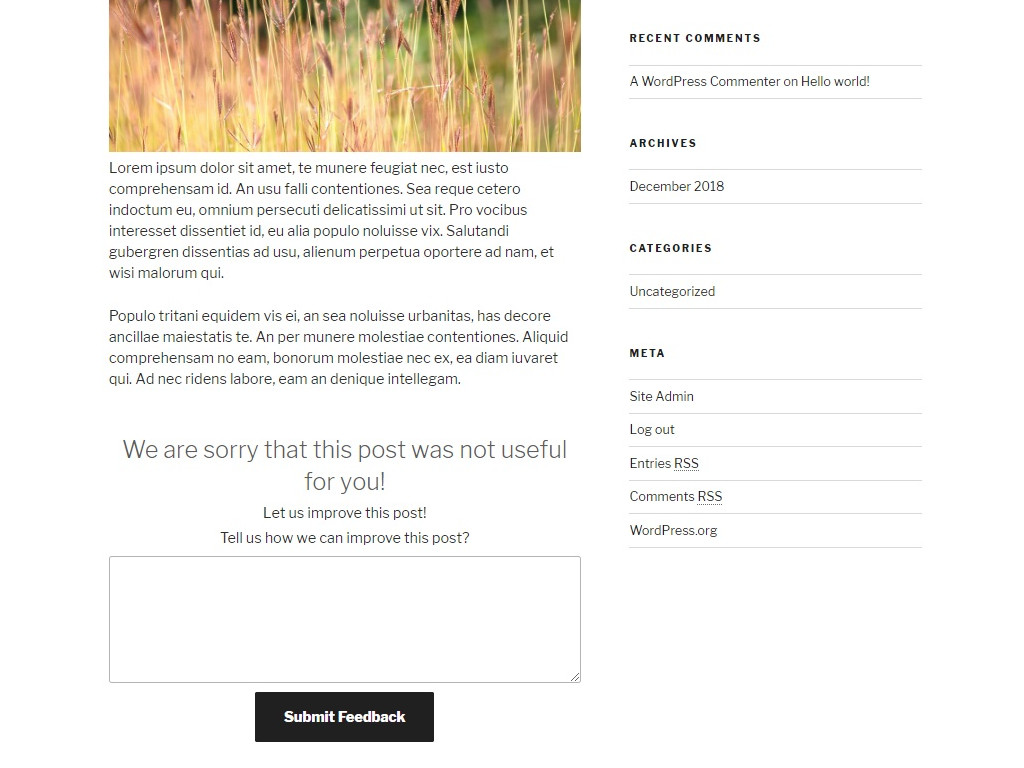 Lorem ipsum dolor sit amet, te munere feugiat nec, est iusto
comprehensam id. An usu falli contentiones. Sea reque cetero
indoctum eu, omnium persecuti delicatissimi ut sit. Pro vocibus
interesset dissentiet id, eu alia populo noluisse vix. Salutandi
gubergren dissentias ad usu, alienum perpetua oportere ad nam, et
wisi malorum qui.
Populo tritani equidem vis ei, an sea noluisse urbanitas, has decore
ancillae maiestatis te. An per munere molestiae contentiones. Aliquid
comprehensam no eam, bonorum molestiae nec ex, ea diam iuvaret
qui. Ad nec ridens labore, eam an denique intellegam.
We are sorry that this post was not useful
for you!
Let us improve this post!
Tell us how we can improve this post?
Submit Feedback
RECENT COMMENTS
A WordPress Commenter on Hello world!
ARCHIVES
December 2018
CATEGORIES
Uncategorized
META
Site Admin
Log out
Entries RSS
Comments RSS
WordPress.org